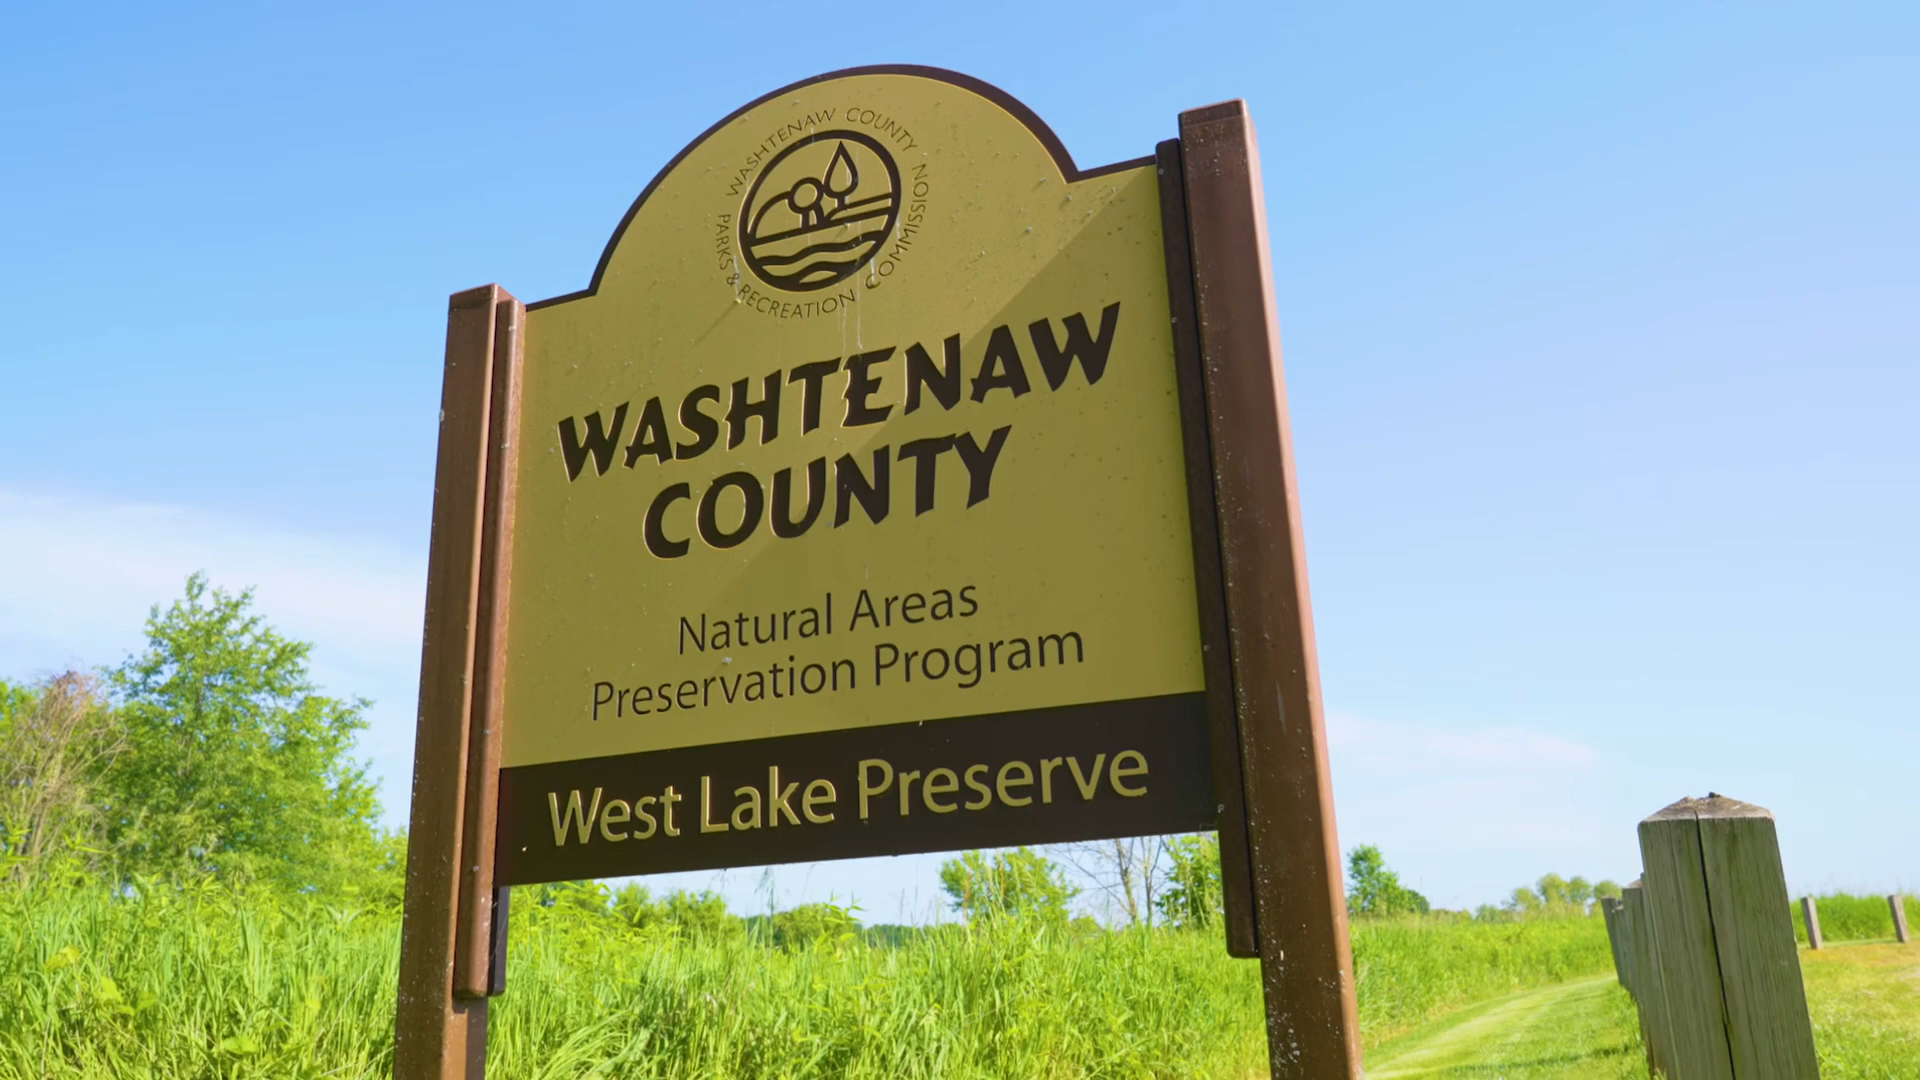 WASHTENAW COUNTY
PARKS & RECREATION COMMISSION
WASHTENAW
COUNTY
Natural Areas
Preservation Program
West Lake Preserve